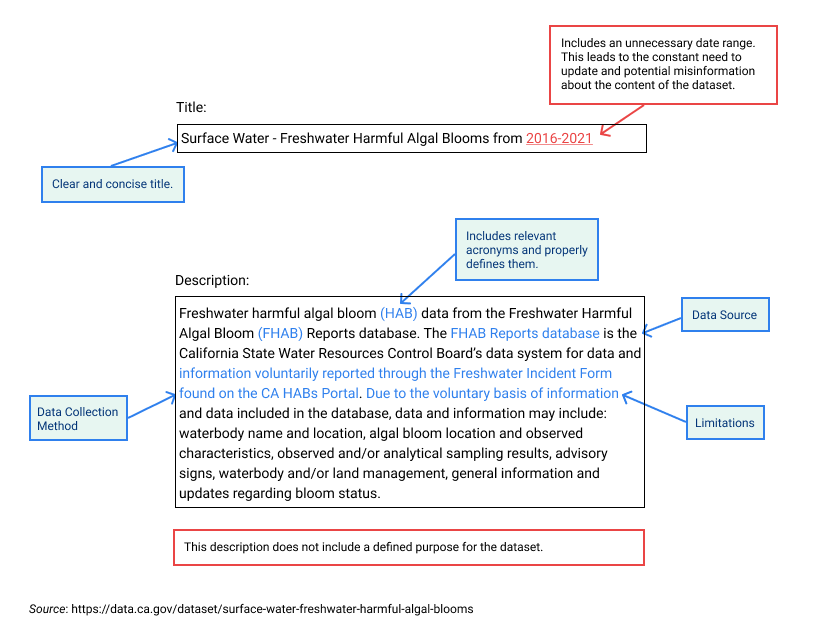 Includes an unnecessary date range.
This leads to the constant need to
update and potential misinformation
about the content of the dataset.
Title:
Surface Water - Freshwater Harmful Algal Blooms from 2016-2021
Clear and concise title.
Includes relevant
acronyms and properly
defines them.
Description:
Freshwater harmful algal bloom (HAB) data from the Freshwater Harmful
Algal Bloom (FHAB) Reports database. The FHAB Reports database is the
California State Water Resources Control Board's data system for data and
information voluntarily reported through the Freshwater Incident Form
found on the CA HABs Portal. Due to the voluntary basis of information
and data included in the database, data and information may include:
waterbody name and location, algal bloom location and observed
characteristics, observed and/or analytical sampling results, advisory
signs, waterbody and/or land management, general information and
updates regarding bloom status.
Data Source
Data Collection
Method
Limitations
This description does not include a defined purpose for the dataset.
Source: https://data.ca.gov/dataset/surface-water-freshwater-harmful-algal-blooms